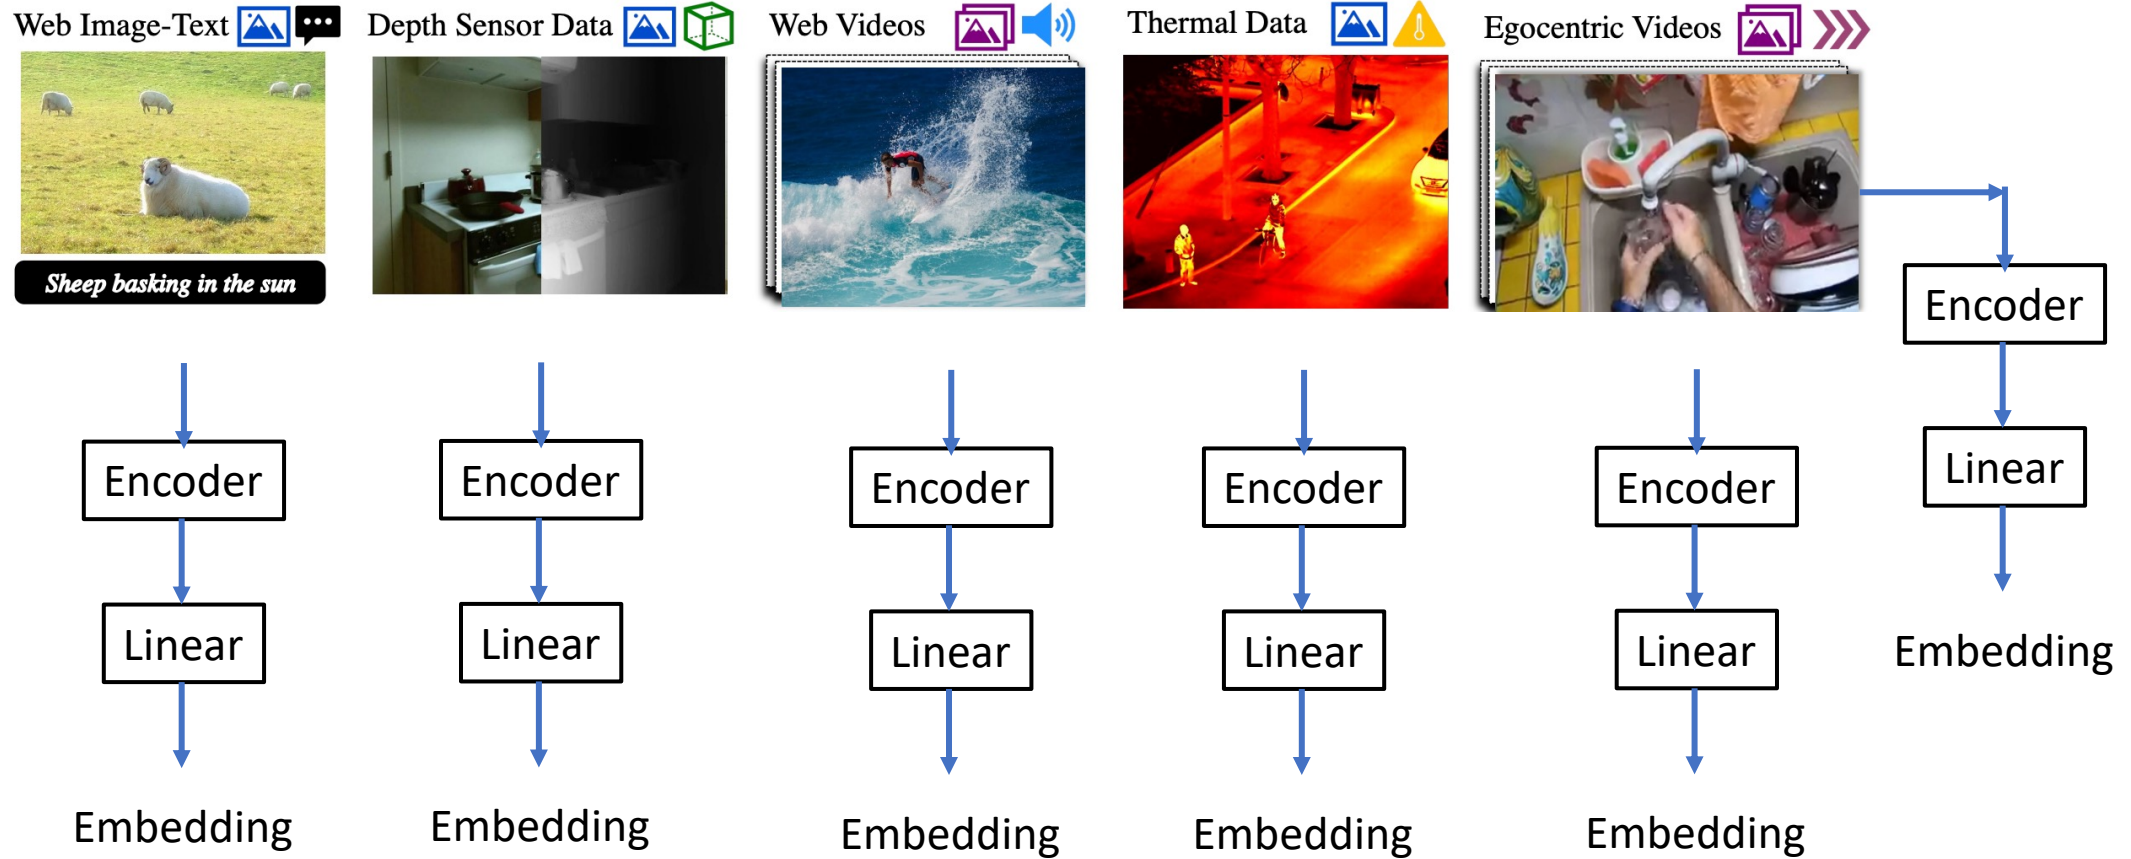 Web Image-Text
Depth Sensor Data
Web Videos
Thermal Data
Egocentric Videos
Sheep basking in the sun
Encoder
Linear
Embedding
Encoder
Linear
Embedding
Encoder
Linear
Embedding
Encoder
Linear
Embedding
Encoder
Linear
Embedding
Encoder
Linear
Embedding